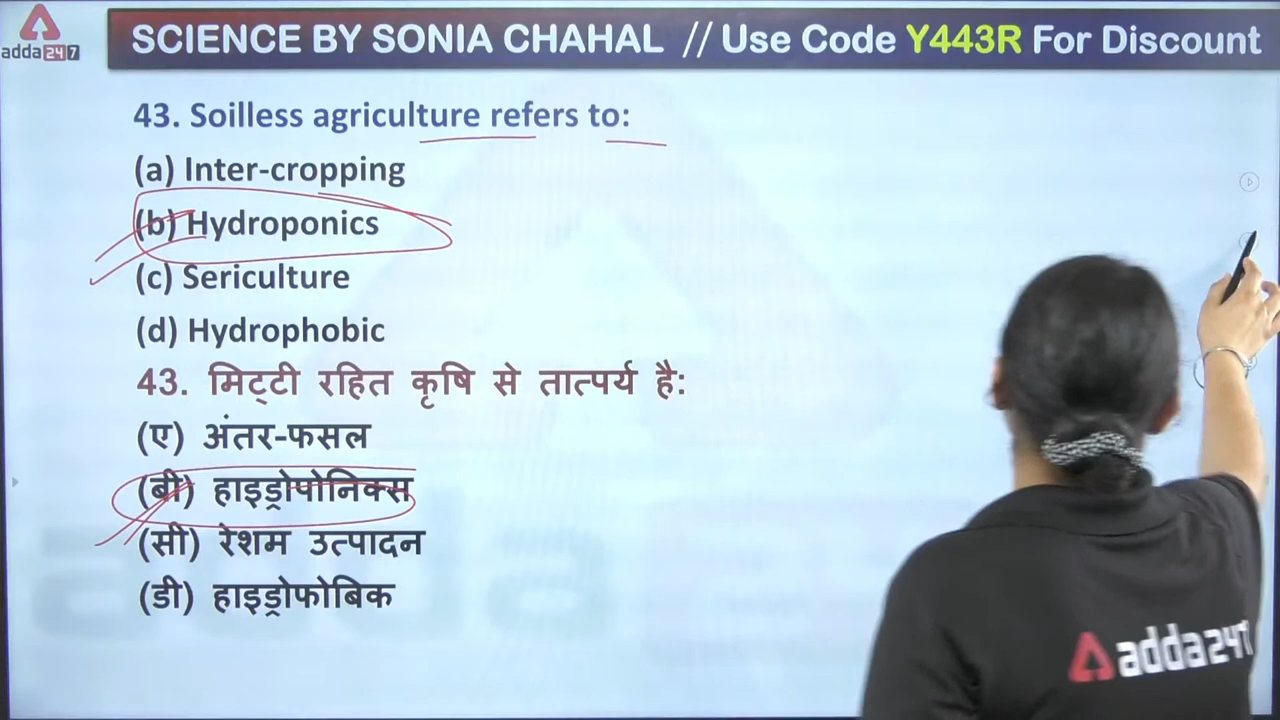 adda247
SCIENCE BY SONIA CHAHAL // Use Code Y443R For Discount
43. Soilless agriculture refers to:
(a) Inter-cropping
(b) Hydroponics
(c) Sericulture
(d) Hydrophobic
43. मिट्टी रहित कृषि से तात्पर्य है:
(ए) अंतर-फसल
(बी) हाइड्रोपोनिक्स
(सी) रेशम उत्पादन
(डी) हाइड्रोफोबिक
adda247